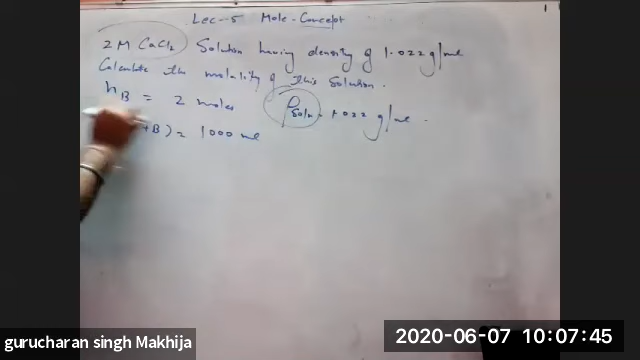 Lec-5 Mole-Concept
1
2M CaCl2 Solution having density of 1.022 g/ml
Calculate the molality of this solution.
nB = 2 moles
ρsoln = 1.022 g/ml.
+B) = 1000 ml
gurucharan singh Makhija
2020-06-07 10:07:45